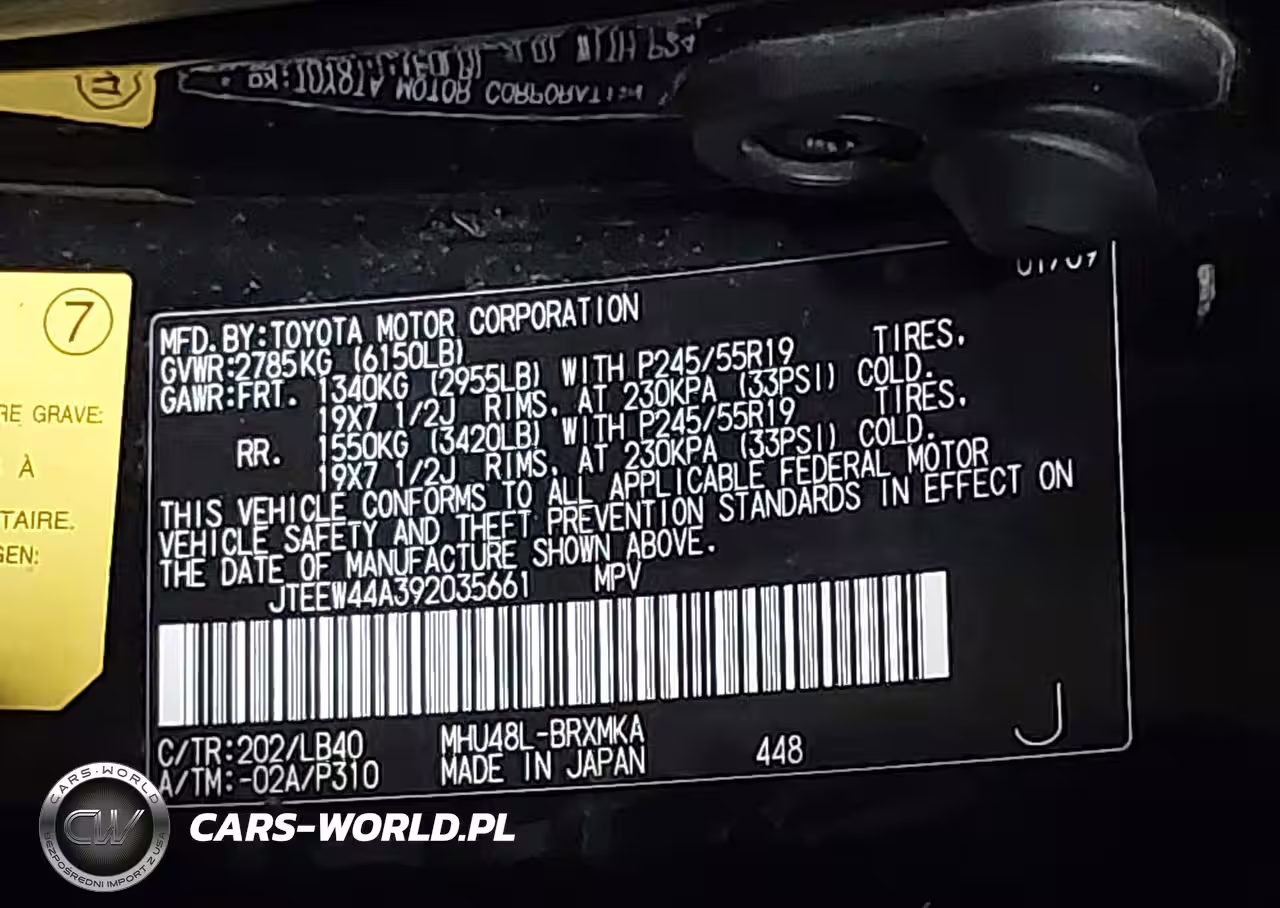 7
RE GRAVE:
À
TAIRE.
GEN:
01/09
MFD. BY: TOYOTA MOTOR CORPORATION
GVWR: 2785KG (6150LB)
GAWR: FRT. 1340KG (2955LB) WITH P245/55R19 TIRES,
19X7 1/2J RIMS, AT 230KPA (33PSI) COLD.
RR. 1550KG (3420LB) WITH P245/55R19 TIRES,
19X7 1/2J RIMS, AT 230KPA (33PSI) COLD.
THIS VEHICLE CONFORMS TO ALL APPLICABLE FEDERAL MOTOR
VEHICLE SAFETY AND THEFT PREVENTION STANDARDS IN EFFECT ON
THE DATE OF MANUFACTURE SHOWN ABOVE.
JTEEW44A392035661 MPV
C/TR: 202/LB40 MHU48L-BRXMKA
A/TM: -02A/P310 MADE IN JAPAN 448
J
CARS-WORLD
CW
BEZPOŚREDNI IMPORT Z USA
CARS-WORLD.PL